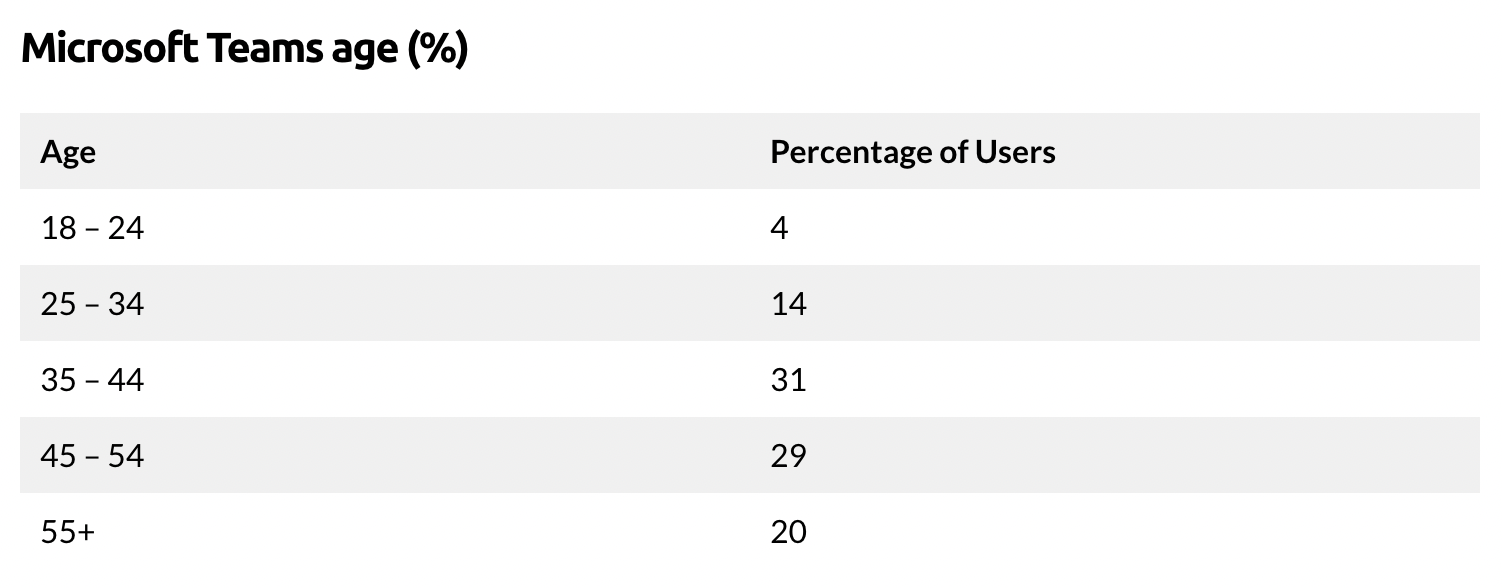 Microsoft Teams age (%)
Age Percentage of Users
18 – 24 4
25 – 34 14
35 – 44 31
45 – 54 29
55+ 20